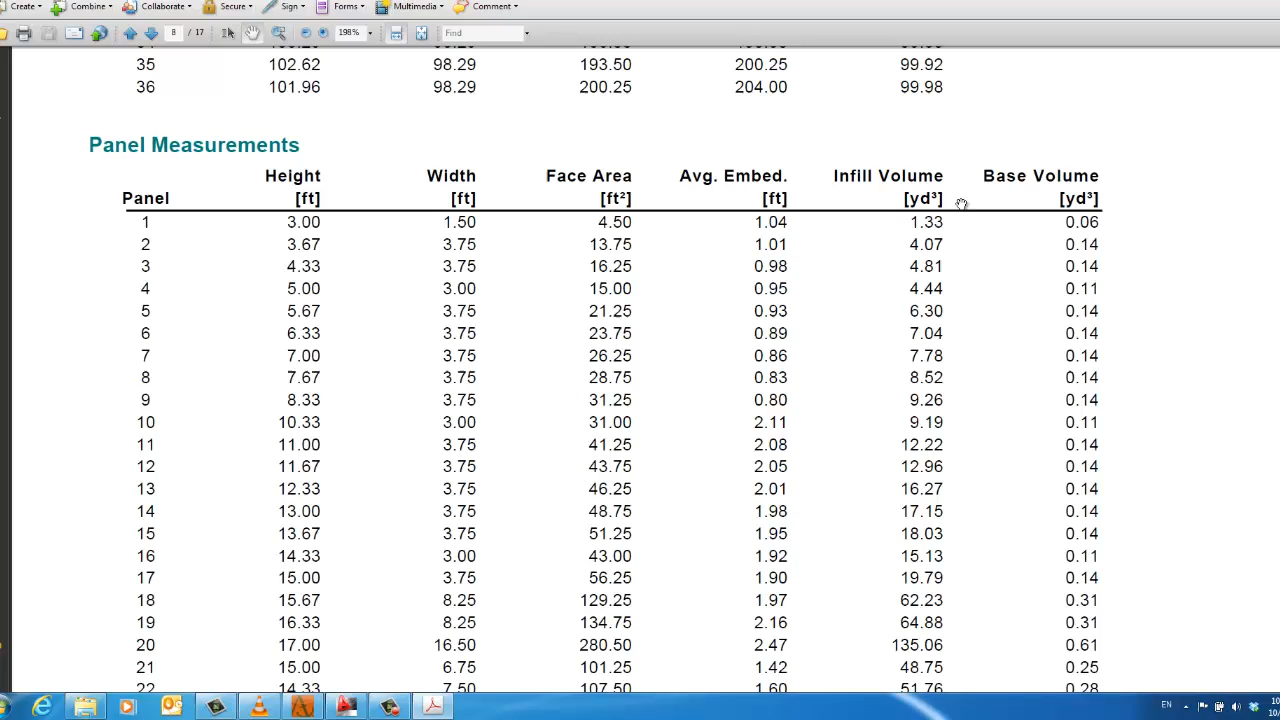 Create Combine Collaborate Secure Sign Forms Multimedia Comment
8 / 17 198% Find
35 102.62 98.29 193.50 200.25 99.92
36 101.96 98.29 200.25 204.00 99.98
Panel Measurements
Height Width Face Area Avg. Embed. Infill Volume Base Volume
Panel [ft] [ft] [ft²] [ft] [yd³] [yd³]
1 3.00 1.50 4.50 1.04 1.33 0.06
2 3.67 3.75 13.75 1.01 4.07 0.14
3 4.33 3.75 16.25 0.98 4.81 0.14
4 5.00 3.00 15.00 0.95 4.44 0.11
5 5.67 3.75 21.25 0.93 6.30 0.14
6 6.33 3.75 23.75 0.89 7.04 0.14
7 7.00 3.75 26.25 0.86 7.78 0.14
8 7.67 3.75 28.75 0.83 8.52 0.14
9 8.33 3.75 31.25 0.80 9.26 0.14
10 10.33 3.00 31.00 2.11 9.19 0.11
11 11.00 3.75 41.25 2.08 12.22 0.14
12 11.67 3.75 43.75 2.05 12.96 0.14
13 12.33 3.75 46.25 2.01 16.27 0.14
14 13.00 3.75 48.75 1.98 17.15 0.14
15 13.67 3.75 51.25 1.95 18.03 0.14
16 14.33 3.00 43.00 1.92 15.13 0.11
17 15.00 3.75 56.25 1.90 19.79 0.14
18 15.67 8.25 129.25 1.97 62.23 0.31
19 16.33 8.25 134.75 2.16 64.88 0.31
20 17.00 16.50 280.50 2.47 135.06 0.61
21 15.00 6.75 101.25 1.42 48.75 0.25
22 14.33 7.50 107.50 1.60 51.76 0.28
EN